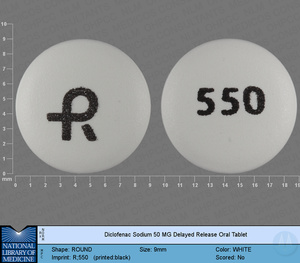 R
550
10
9
8
7
6
5
4
3
2
1
0
mm
0 1 2 3 4 5 6 7 8 9 10 11 12 13 14 15 16 17 18
Diclofenac Sodium 50 MG Delayed Release Oral Tablet
NATIONAL
LIBRARY OF
MEDICINE
Shape: ROUND Size: 9mm Color: WHITE
Imprint: R;550 (printed:black) Scored: No